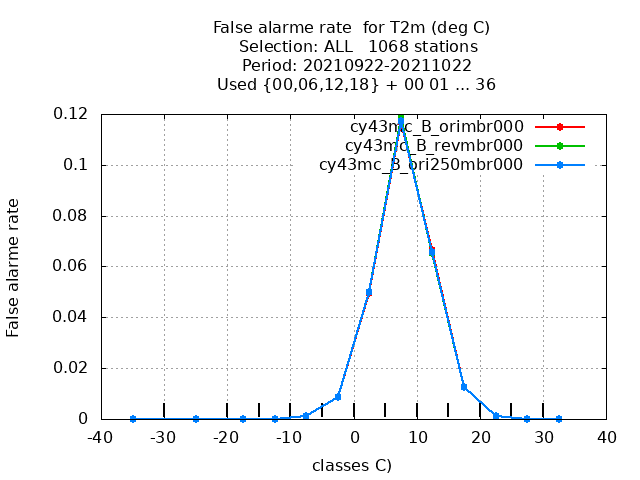 False alarme rate  for T2m (deg C)
Selection: ALL   1068 stations
Period: 20210922-20211022
Used {00,06,12,18} + 00 01 ... 36
cy43mc_B_orimbr000
cy43mc_B_revmbr000
cy43mc_B_ori250mbr000
0.12
0.1
0.08
0.06
0.04
0.02
0
False alarme rate
-40 -30 -20 -10 0 10 20 30 40
classes C)